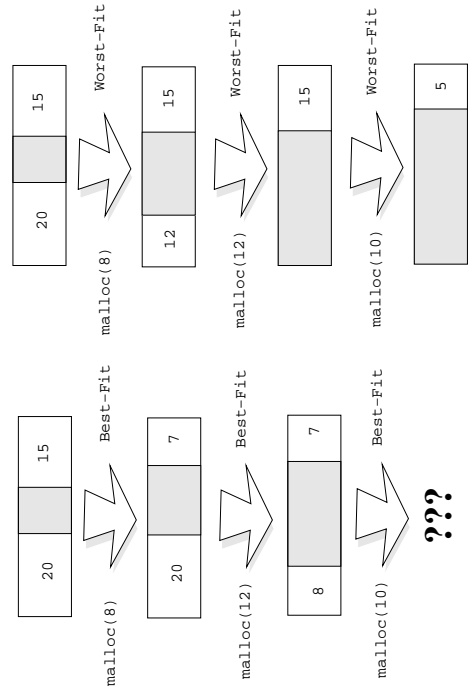 20 15
malloc(8) Best-Fit
20 7
malloc(12) Best-Fit
8 7
malloc(10) Best-Fit
???
20 15
malloc(8) Worst-Fit
12 15
malloc(12) Worst-Fit
15
malloc(10) Worst-Fit
5